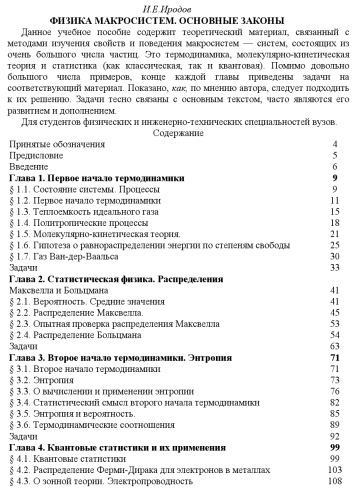 И.Е.Иродов
ФИЗИКА МАКРОСИСТЕМ. ОСНОВНЫЕ ЗАКОНЫ
Данное учебное пособие содержит теоретический материал, связанный с
методами изучения свойств и поведения макросистем — систем, состоящих из
очень большого числа частиц. Это термодинамика, молекулярно-кинетическая
теория и статистика (как классическая, так и квантовая). Помимо довольно
большого числа примеров, конце каждой главы приведены задачи на
соответствующий материал. Показано, как, по мнению автора, следует подходить
к их решению. Задачи тесно связаны с основным текстом, часто являются его
развитием и дополнением.
Для студентов физических и инженерно-технических специальностей вузов.
Содержание
Принятые обозначения 4
Предисловие 5
Введение 6
Глава 1. Первое начало термодинамики 9
§ 1.1. Состояние системы. Процессы 9
§ 1.2. Первое начало термодинамики 11
§ 1.3. Теплоемкость идеального газа 15
§ 1.4. Политропические процессы 18
§ 1.5. Молекулярно-кинетическая теория. 21
§ 1.6. Гипотеза о равнораспределении энергии по степеням свободы 25
§ 1.7. Газ Ван-дер-Ваальса 30
Задачи 33
Глава 2. Статистическая физика. Распределения
Максвелла и Больцмана 41
§ 2.1. Вероятность. Средние значения 41
§ 2.2. Распределение Максвелла. 45
§ 2.3. Опытная проверка распределения Максвелла 53
§ 2.4. Распределение Больцмана 54
Задачи 63
Глава 3. Второе начало термодинамики. Энтропия 71
§ 3.1. Второе начало термодинамики 71
§ 3.2. Энтропия 73
§ 3.3. О вычислении и применении энтропии 76
§ 3.4. Статистический смысл второго начала термодинамики 82
§ 3.5. Энтропия и вероятность. 85
§ 3.6. Термодинамические соотношения 89
Задачи 92
Глава 4. Квантовые статистики и их применения 99
§ 4.1. Квантовые статистики 99
§ 4.2. Распределение Ферми-Дирака для электронов в металлах 103
§ 4.3. О зонной теории. Электропроводность 108